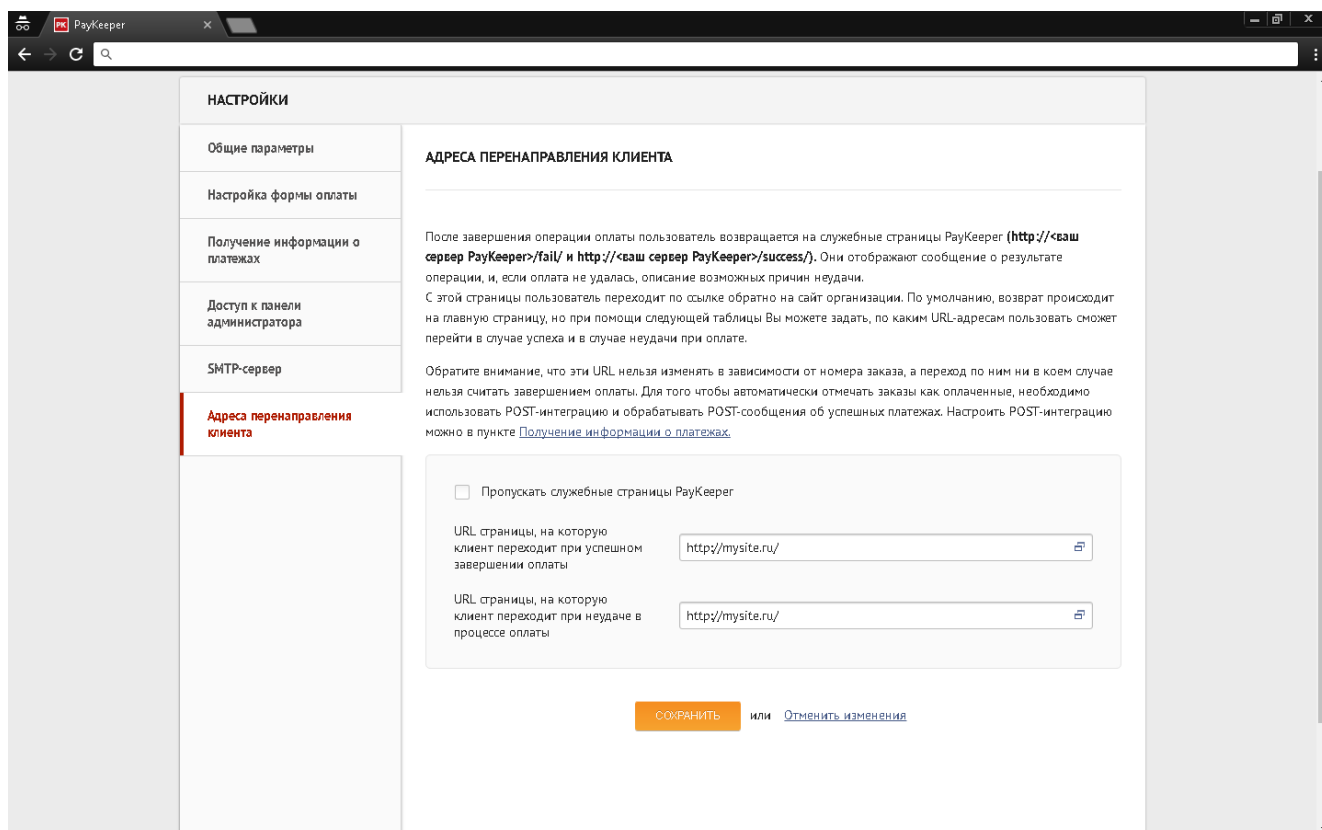 PK PayKeeper
НАСТРОЙКИ
Общие параметры
Настройка формы оплаты
Получение информации о
платежах
Доступ к панели
администратора
SMTP-сервер
Адреса перенаправления
клиента
АДРЕСА ПЕРЕНАПРАВЛЕНИЯ КЛИЕНТА
После завершения операции оплаты пользователь возвращается на служебные страницы PayKeeper (http://<ваш
сервер PayKeeper>/fail/ и http://<ваш сервер PayKeeper>/success/). Они отображают сообщение о результате
операции, и, если оплата не удалась, описание возможных причин неудачи.
С этой страницы пользователь переходит по ссылке обратно на сайт организации. По умолчанию, возврат происходит
на главную страницу, но при помощи следующей таблицы Вы можете задать, по каким URL-адресам пользовать сможет
перейти в случае успеха и в случае неудачи при оплате.
Обратите внимание, что эти URL нельзя изменять в зависимости от номера заказа, а переход по ним ни в коем случае
нельзя считать завершением оплаты. Для того чтобы автоматически отмечать заказы как оплаченные, необходимо
использовать POST-интеграцию и обрабатывать POST-сообщения об успешных платежах. Настроить POST-интеграцию
можно в пункте Получение информации о платежах.
Пропускать служебные страницы PayKeeper
URL страницы, на которую
клиент переходит при успешном
завершении оплаты
http://mysite.ru/
URL страницы, на которую
клиент переходит при неудаче в
процессе оплаты
http://mysite.ru/
СОХРАНИТЬ или Отменить изменения